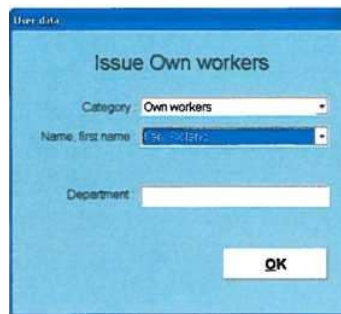 User data
Issue Own workers
Category Own workers
Name, first name
Department
OK